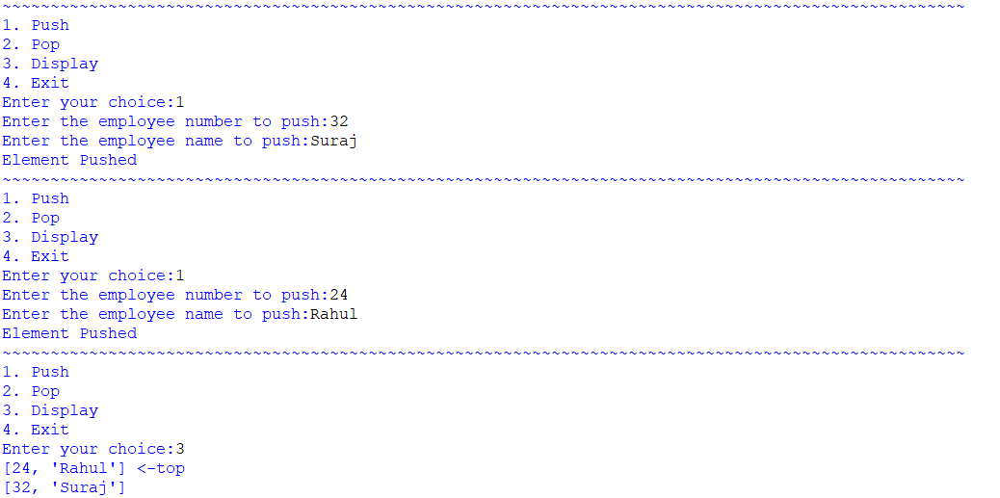 ~~~~~~~~~~~~~~~~~~~~~~~~~~~~~~~~~~~~~~~~~~~~~~~~~~~~~~~~~~~~~~~~~~~~~~~~~~~~~~~~~~~~~~~~~~~~~~~~~~~~
1. Push
2. Pop
3. Display
4. Exit
Enter your choice:1
Enter the employee number to push:32
Enter the employee name to push:Suraj
Element Pushed
~~~~~~~~~~~~~~~~~~~~~~~~~~~~~~~~~~~~~~~~~~~~~~~~~~~~~~~~~~~~~~~~~~~~~~~~~~~~~~~~~~~~~~~~~~~~~~~~~~~~
1. Push
2. Pop
3. Display
4. Exit
Enter your choice:1
Enter the employee number to push:24
Enter the employee name to push:Rahul
Element Pushed
~~~~~~~~~~~~~~~~~~~~~~~~~~~~~~~~~~~~~~~~~~~~~~~~~~~~~~~~~~~~~~~~~~~~~~~~~~~~~~~~~~~~~~~~~~~~~~~~~~~~
1. Push
2. Pop
3. Display
4. Exit
Enter your choice:3
[24, 'Rahul'] <-top
[32, 'Suraj']